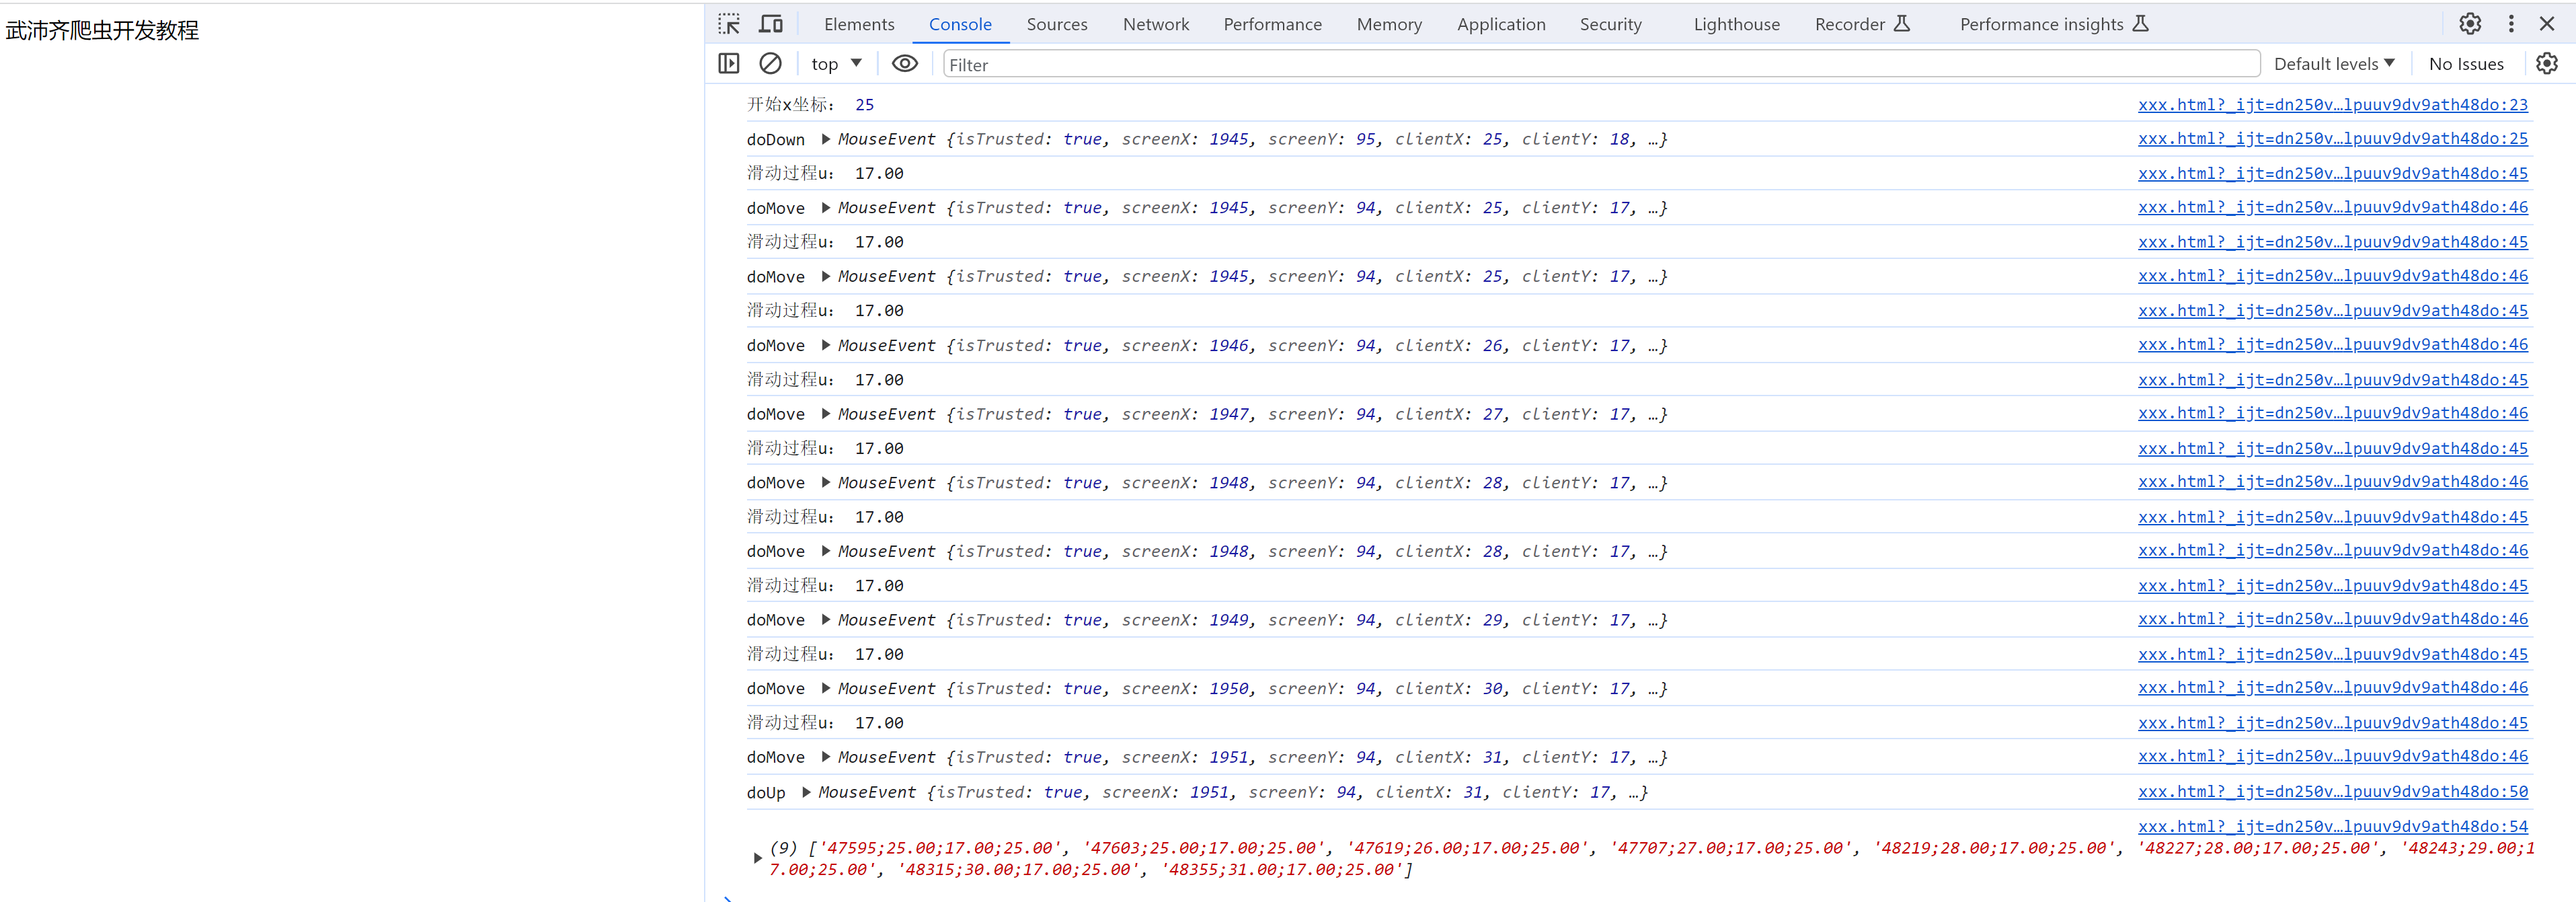 武沛齐爬虫开发教程
Elements Console Sources Network Performance Memory Application Security Lighthouse Recorder Performance insights
top Filter Default levels No Issues
开始x坐标： 25 xxx.html?_ijt=dn250v…lpuuv9dv9ath48do:23
doDown MouseEvent {isTrusted: true, screenX: 1945, screenY: 95, clientX: 25, clientY: 18, …} xxx.html?_ijt=dn250v…lpuuv9dv9ath48do:25
滑动过程u： 17.00 xxx.html?_ijt=dn250v…lpuuv9dv9ath48do:45
doMove MouseEvent {isTrusted: true, screenX: 1945, screenY: 94, clientX: 25, clientY: 17, …} xxx.html?_ijt=dn250v…lpuuv9dv9ath48do:46
滑动过程u： 17.00 xxx.html?_ijt=dn250v…lpuuv9dv9ath48do:45
doMove MouseEvent {isTrusted: true, screenX: 1945, screenY: 94, clientX: 25, clientY: 17, …} xxx.html?_ijt=dn250v…lpuuv9dv9ath48do:46
滑动过程u： 17.00 xxx.html?_ijt=dn250v…lpuuv9dv9ath48do:45
doMove MouseEvent {isTrusted: true, screenX: 1946, screenY: 94, clientX: 26, clientY: 17, …} xxx.html?_ijt=dn250v…lpuuv9dv9ath48do:46
滑动过程u： 17.00 xxx.html?_ijt=dn250v…lpuuv9dv9ath48do:45
doMove MouseEvent {isTrusted: true, screenX: 1947, screenY: 94, clientX: 27, clientY: 17, …} xxx.html?_ijt=dn250v…lpuuv9dv9ath48do:46
滑动过程u： 17.00 xxx.html?_ijt=dn250v…lpuuv9dv9ath48do:45
doMove MouseEvent {isTrusted: true, screenX: 1948, screenY: 94, clientX: 28, clientY: 17, …} xxx.html?_ijt=dn250v…lpuuv9dv9ath48do:46
滑动过程u： 17.00 xxx.html?_ijt=dn250v…lpuuv9dv9ath48do:45
doMove MouseEvent {isTrusted: true, screenX: 1948, screenY: 94, clientX: 28, clientY: 17, …} xxx.html?_ijt=dn250v…lpuuv9dv9ath48do:46
滑动过程u： 17.00 xxx.html?_ijt=dn250v…lpuuv9dv9ath48do:45
doMove MouseEvent {isTrusted: true, screenX: 1949, screenY: 94, clientX: 29, clientY: 17, …} xxx.html?_ijt=dn250v…lpuuv9dv9ath48do:46
滑动过程u： 17.00 xxx.html?_ijt=dn250v…lpuuv9dv9ath48do:45
doMove MouseEvent {isTrusted: true, screenX: 1950, screenY: 94, clientX: 30, clientY: 17, …} xxx.html?_ijt=dn250v…lpuuv9dv9ath48do:46
滑动过程u： 17.00 xxx.html?_ijt=dn250v…lpuuv9dv9ath48do:45
doMove MouseEvent {isTrusted: true, screenX: 1951, screenY: 94, clientX: 31, clientY: 17, …} xxx.html?_ijt=dn250v…lpuuv9dv9ath48do:46
doUp MouseEvent {isTrusted: true, screenX: 1951, screenY: 94, clientX: 31, clientY: 17, …} xxx.html?_ijt=dn250v…lpuuv9dv9ath48do:50
xxx.html?_ijt=dn250v…lpuuv9dv9ath48do:54
(9) ['47595;25.00;17.00;25.00', '47603;25.00;17.00;25.00', '47619;26.00;17.00;25.00', '47707;27.00;17.00;25.00', '48219;28.00;17.00;25.00', '48227;28.00;17.00;25.00', '48243;29.00;1
7.00;25.00', '48315;30.00;17.00;25.00', '48355;31.00;17.00;25.00']